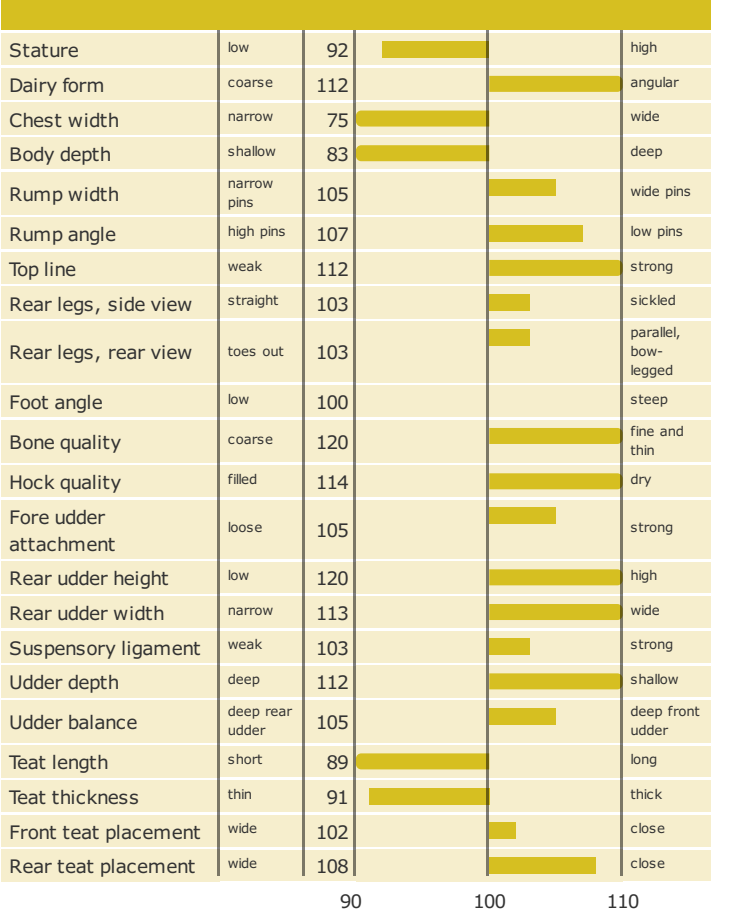 Stature low 92 high
Dairy form coarse 112 angular
Chest width narrow 75 wide
Body depth shallow 83 deep
Rump width narrow pins 105 wide pins
Rump angle high pins 107 low pins
Top line weak 112 strong
Rear legs, side view straight 103 sickled
Rear legs, rear view toes out 103 parallel, bow-legged
Foot angle low 100 steep
Bone quality coarse 120 fine and thin
Hock quality filled 114 dry
Fore udder attachment loose 105 strong
Rear udder height low 120 high
Rear udder width narrow 113 wide
Suspensory ligament weak 103 strong
Udder depth deep 112 shallow
Udder balance deep rear udder 105 deep front udder
Teat length short 89 long
Teat thickness thin 91 thick
Front teat placement wide 102 close
Rear teat placement wide 108 close
90 100 110